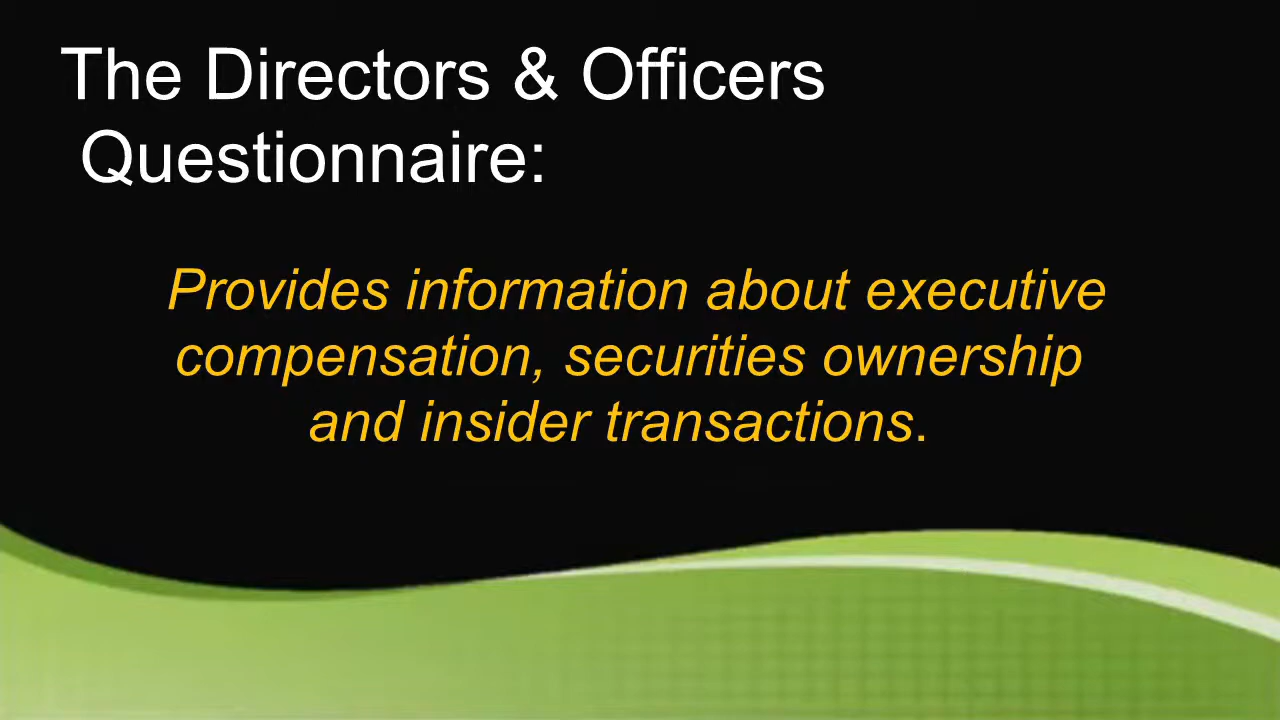 The Directors & Officers
Questionnaire:
Provides information about executive
compensation, securities ownership
and insider transactions.